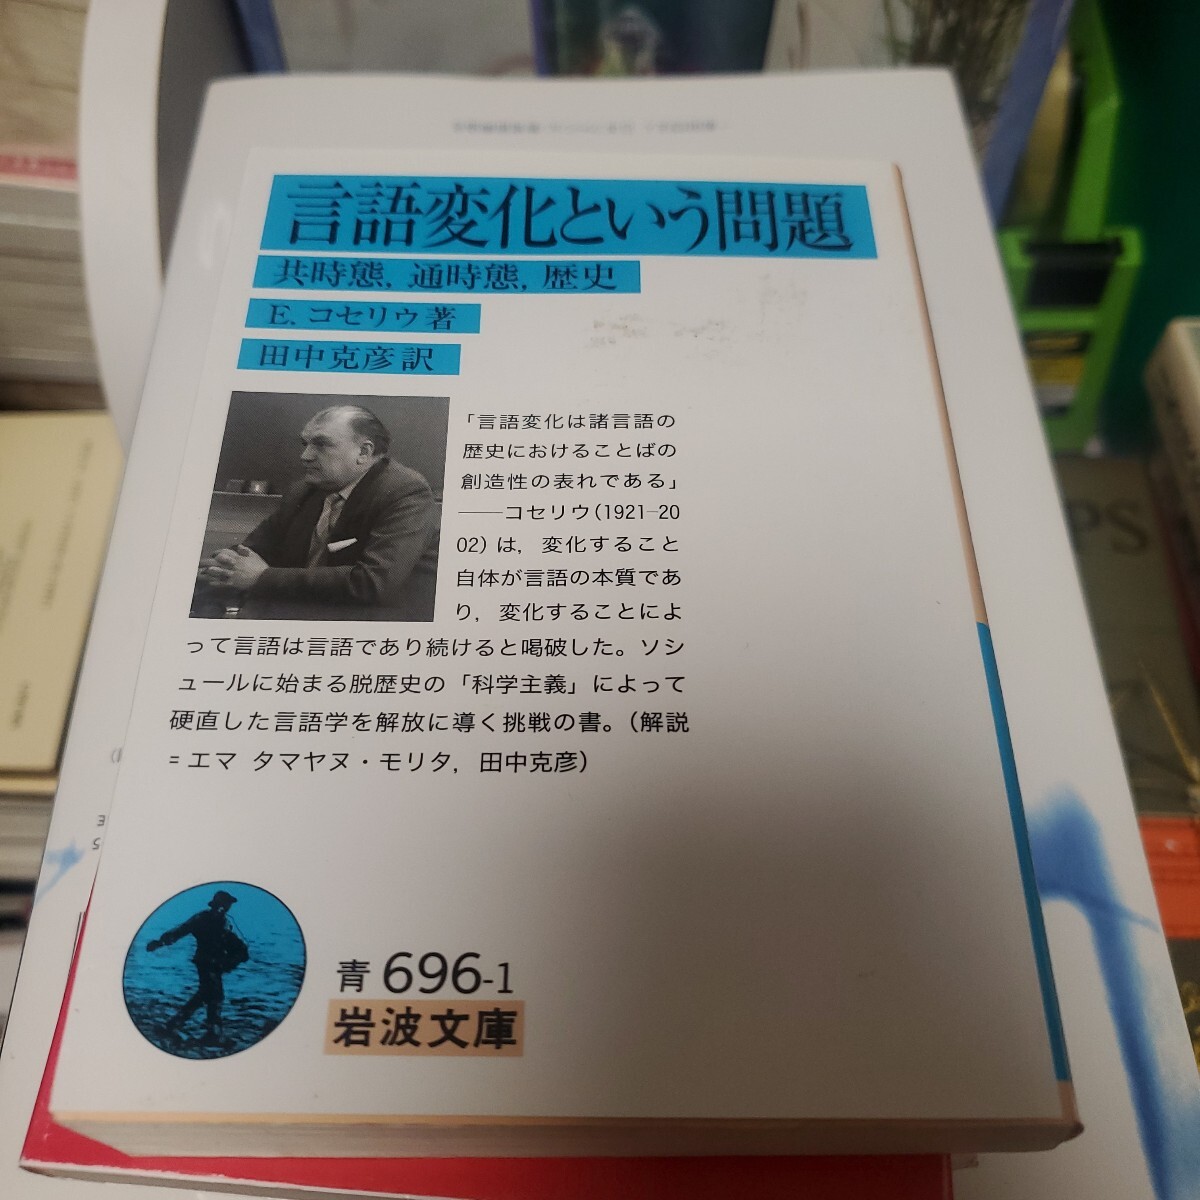 言語変化という問題
共時態, 通時態, 歴史
E. コセリウ著
田中克彦訳
「言語変化は諸言語の
歴史におけることばの
創造性の表れである」
――コセリウ(1921–20
02)は，変化すること
自体が言語の本質であ
り，変化することによ
って言語は言語であり続けると喝破した。ソシ
ュールに始まる脱歴史の「科学主義」によって
硬直した言語学を解放に導く挑戦の書。(解説
=エマ タマヤヌ・モリタ，田中克彦)
青 696-1
岩波文庫
PS